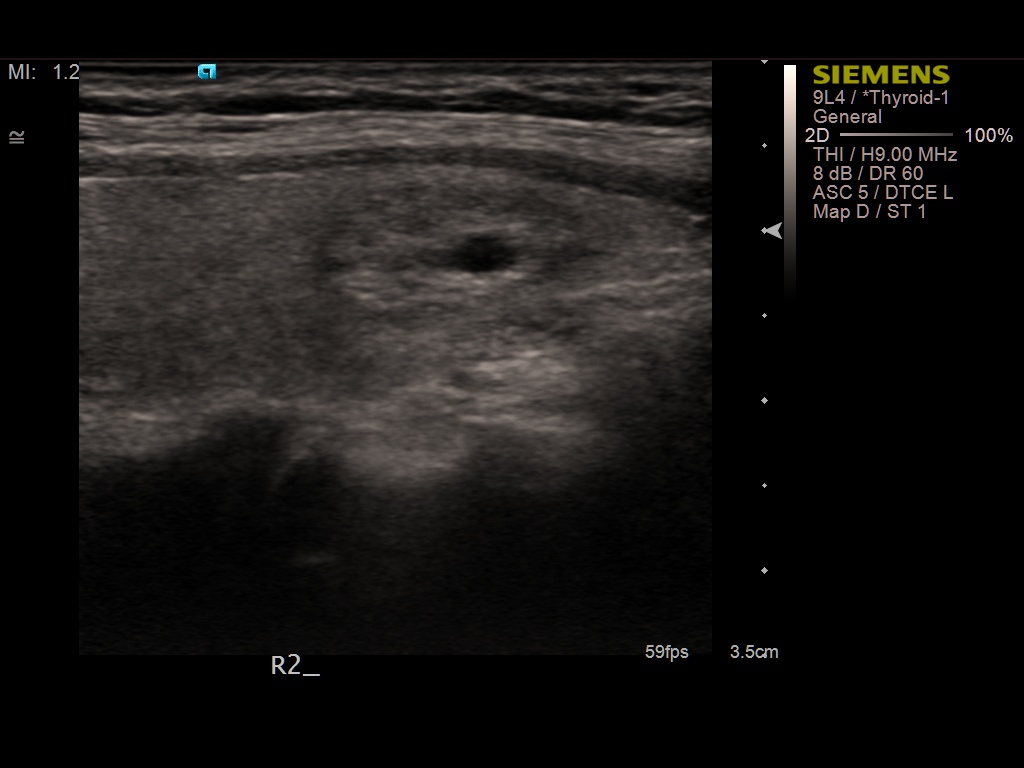 MI: 1.2
SIEMENS
9L4 / *Thyroid-1
General
2D 100%
THI / H9.00 MHz
8 dB / DR 60
ASC 5 / DTCE L
Map D / ST 1
59fps 3.5cm
R2_